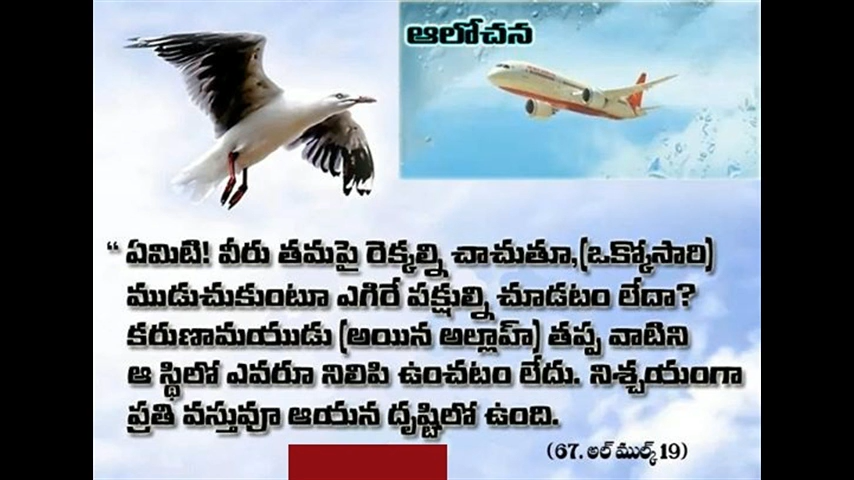 ఆలోచన
“ ఏమిటి! వీరు తమపై రెక్కల్ని చాచుతూ,(ఒక్కోసారి)
ముడుచుకుంటూ ఎగిరే పక్షుల్ని చూడటం లేదా?
కరుణామయుడు (అయిన అల్లాహ్) తప్ప వాటిని
ఆ స్థిలో ఎవరూ నిలిపి ఉంచటం లేదు. నిశ్చయంగా
ప్రతి వస్తువూ ఆయన దృష్టిలో ఉంది.
(67. అల్ ముల్క్ 19)